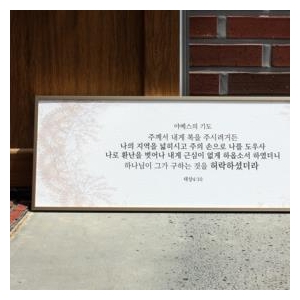 야베스의 기도
주께서 내게 복을 주시려거든
나의 지역을 넓히시고 주의 손으로 나를 도우사
나로 환난을 벗어나 내게 근심이 없게 하옵소서 하였더니
하나님이 그가 구하는 것을 허락하셨더라
대상4:10